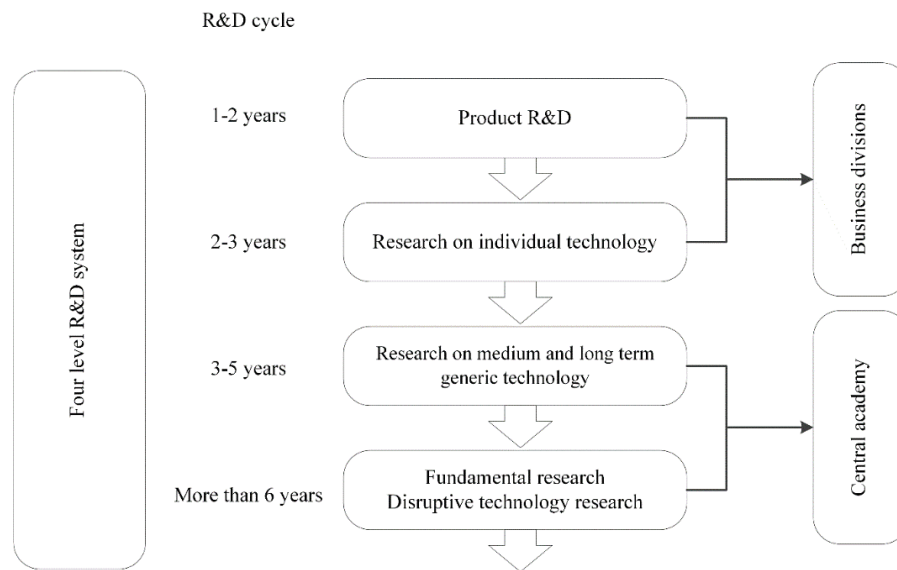 R&D cycle
Four level R&D system
1-2 years
Product R&D
2-3 years
Research on individual technology
Business divisions
3-5 years
Research on medium and long term
generic technology
More than 6 years
Fundamental research
Disruptive technology research
Central academy